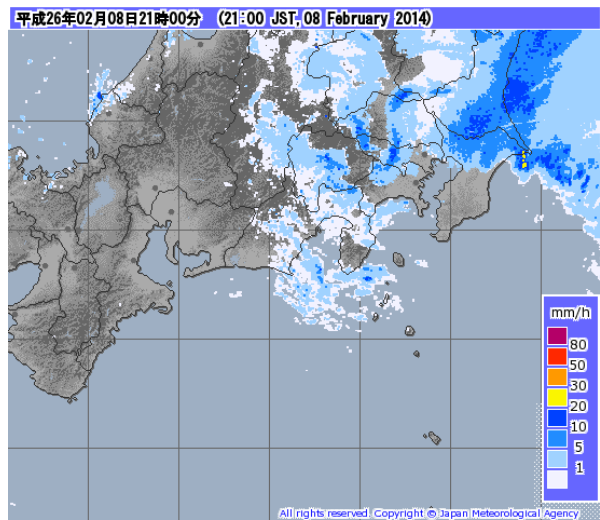 平成26年02月08日21時00分 (21:00 JST, 08 February 2014)
mm/h
80
50
30
20
10
5
1
All rights reserved. Copyright © Japan Meteorological Agency